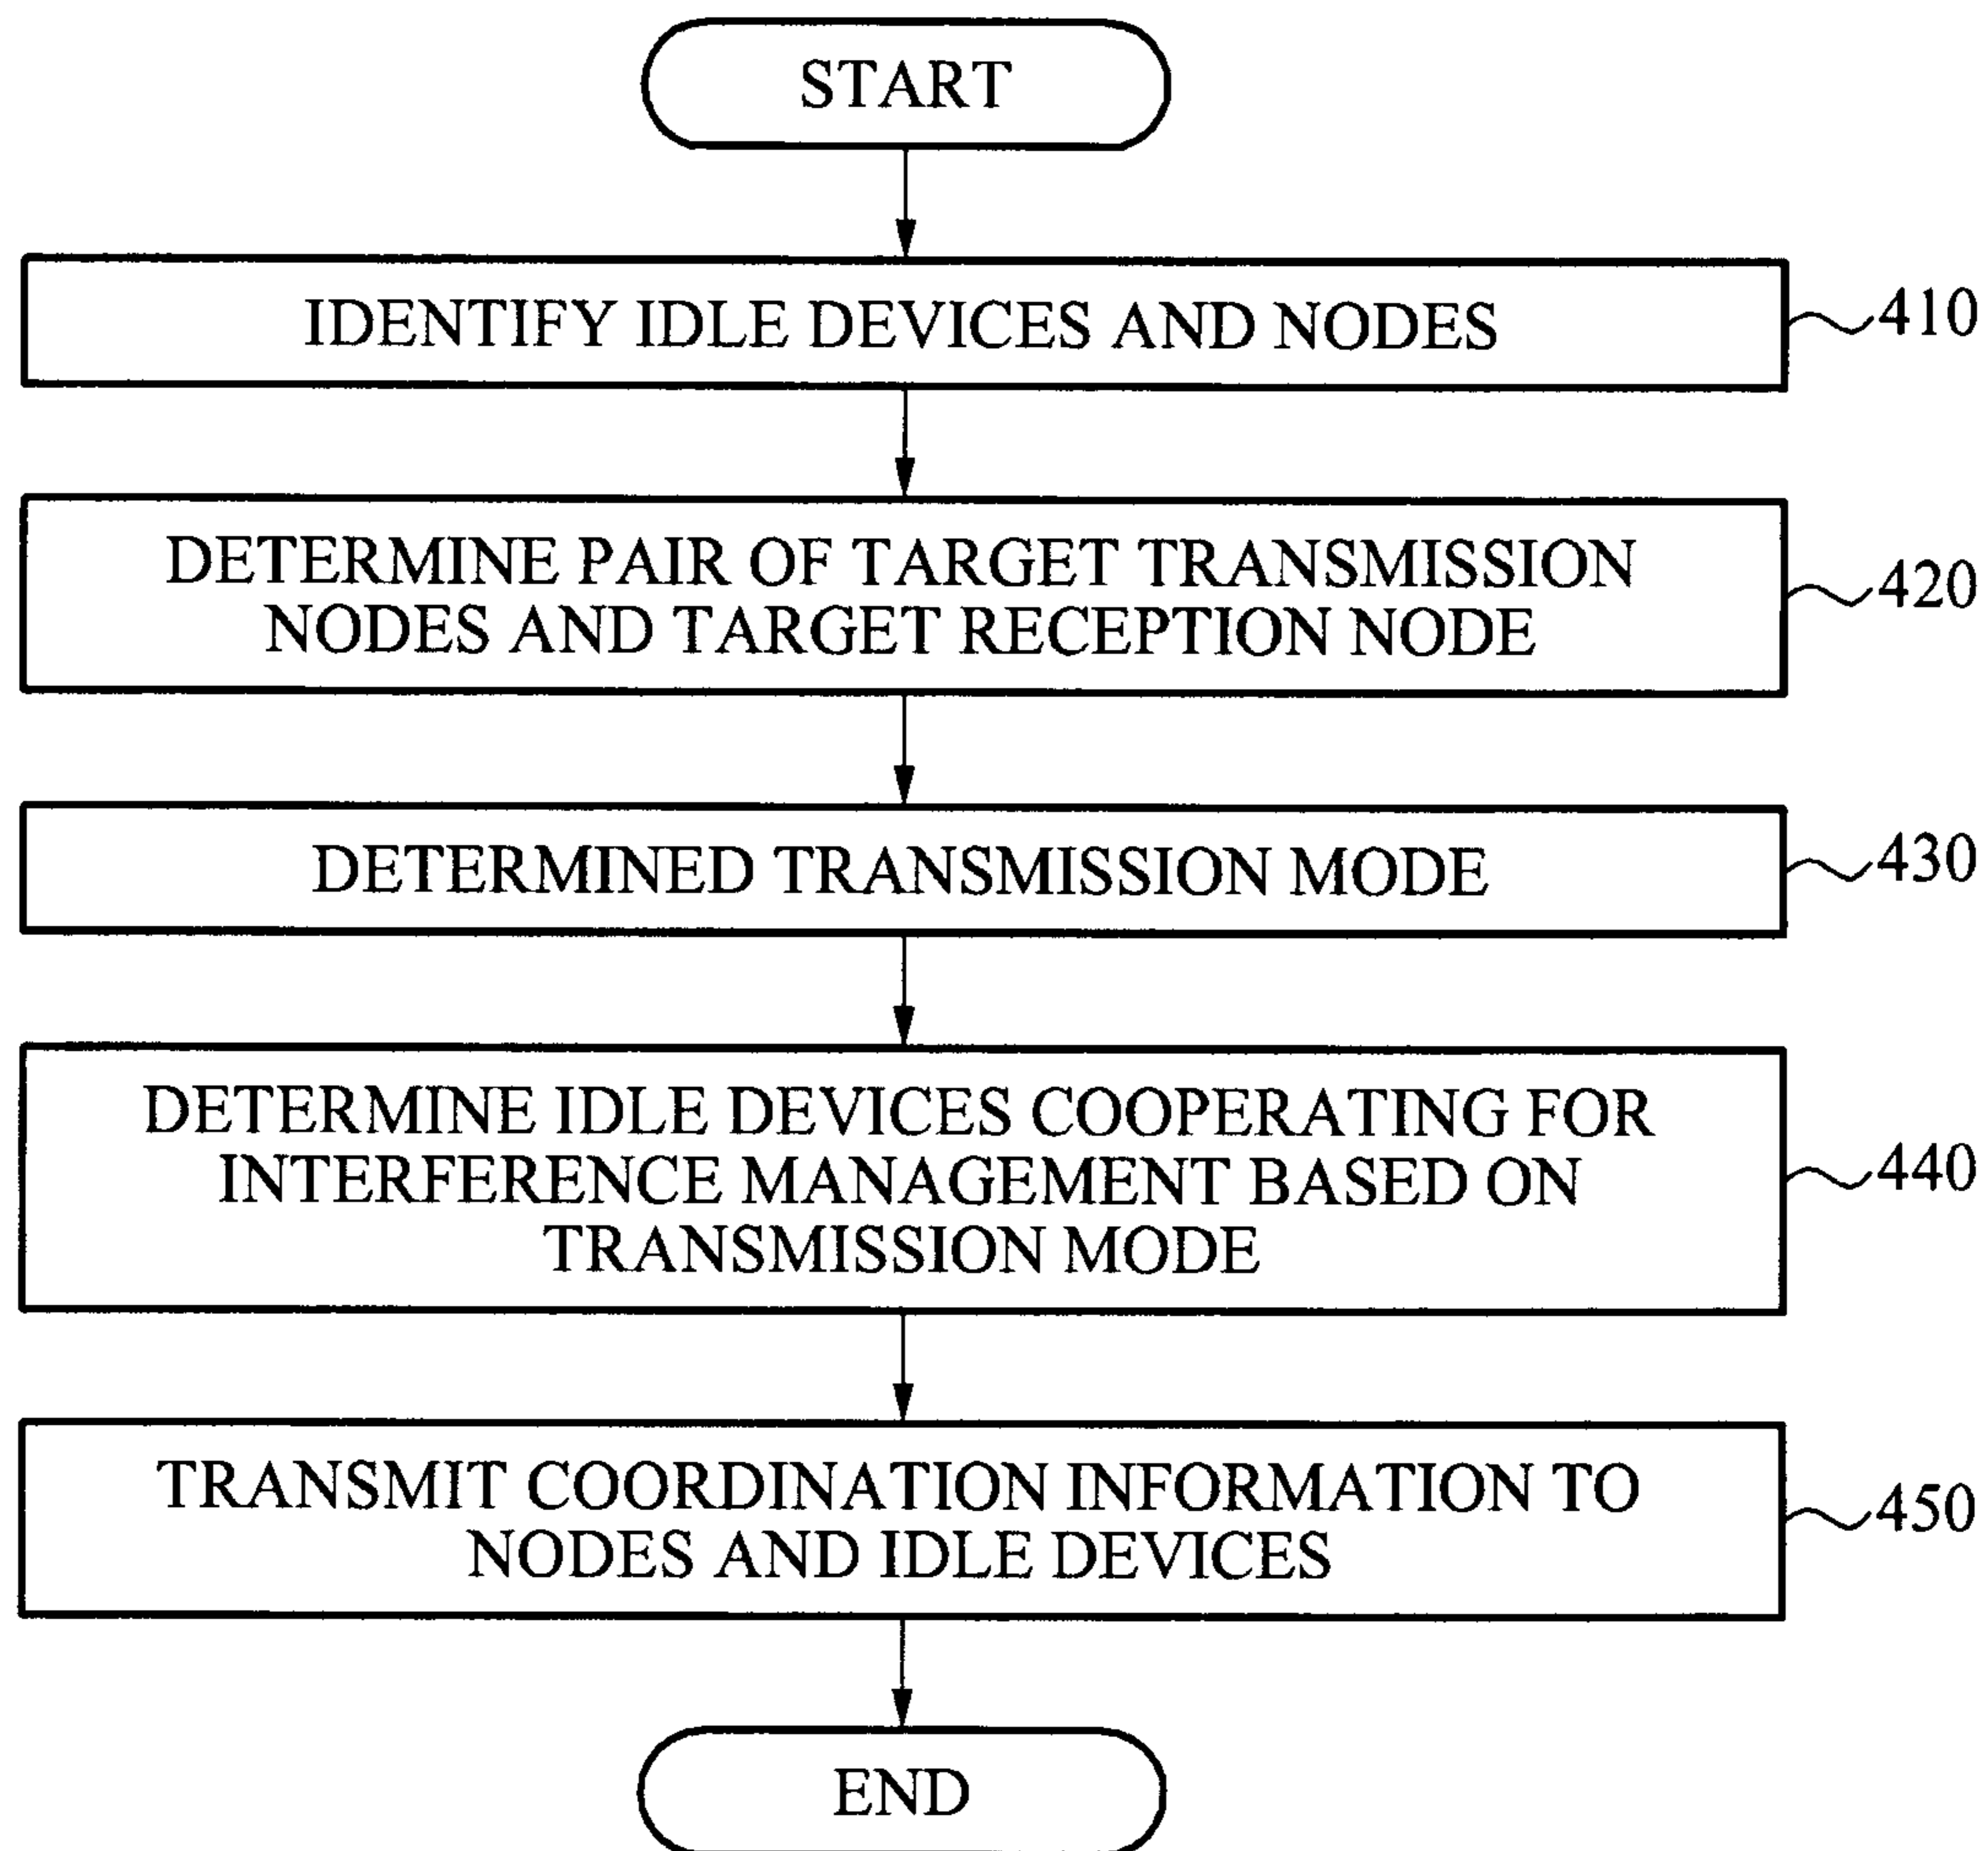 START
IDENTIFY IDLE DEVICES AND NODES
410
DETERMINE PAIR OF TARGET TRANSMISSION
NODES AND TARGET RECEPTION NODE
420
DETERMINED TRANSMISSION MODE
430
DETERMINE IDLE DEVICES COOPERATING FOR
INTERFERENCE MANAGEMENT BASED ON
TRANSMISSION MODE
440
TRANSMIT COORDINATION INFORMATION TO
NODES AND IDLE DEVICES
450
END